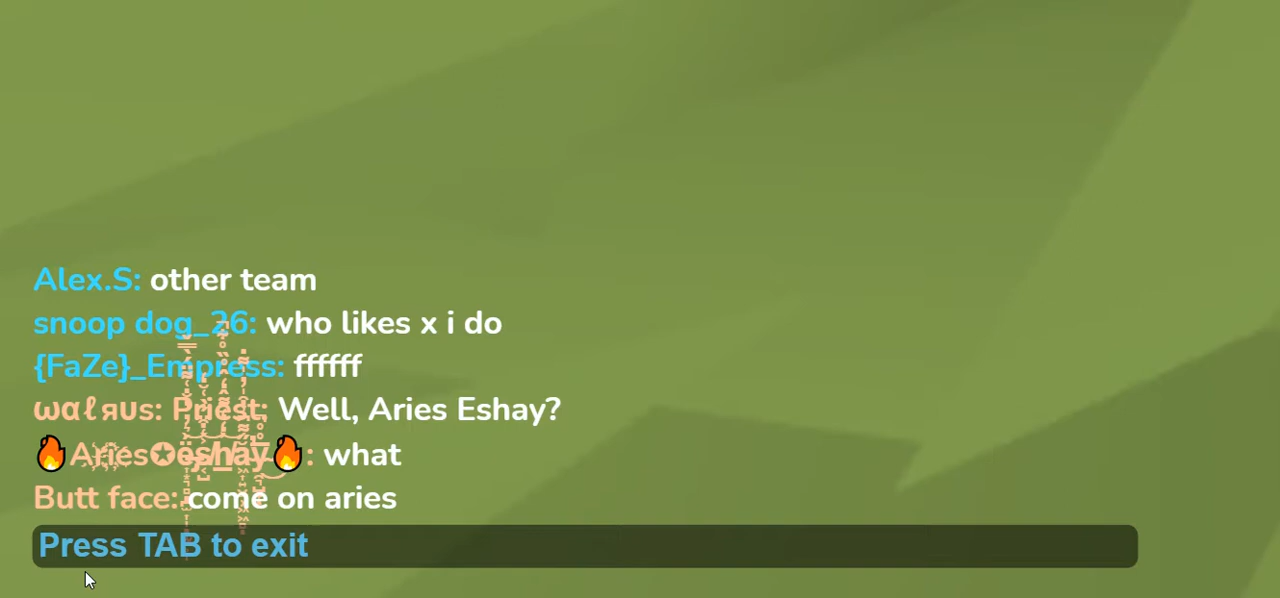 Alex.S: other team
snoop dog_26: who likes x i do
{FaZe}_Empress: ffffff
ωαℓяυs: Priest: Well, Aries Eshay?
🔥Aries✪eshay🔥: what
Butt face: come on aries
Press TAB to exit